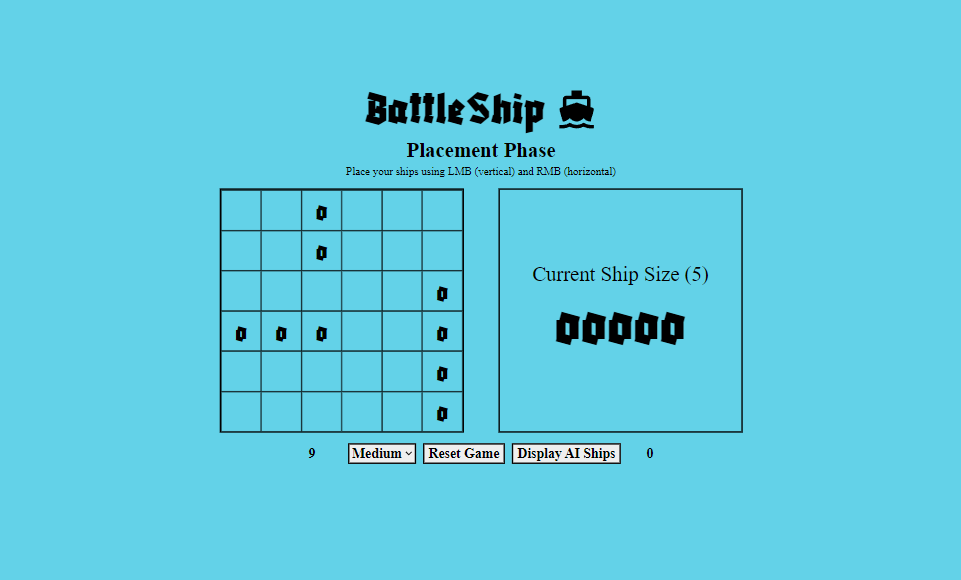 BattleShip
Placement Phase
Place your ships using LMB (vertical) and RMB (horizontal)
o
o
o
o o o o
o
o
Current Ship Size (5)
ooooo
9 Medium Reset Game Display AI Ships 0